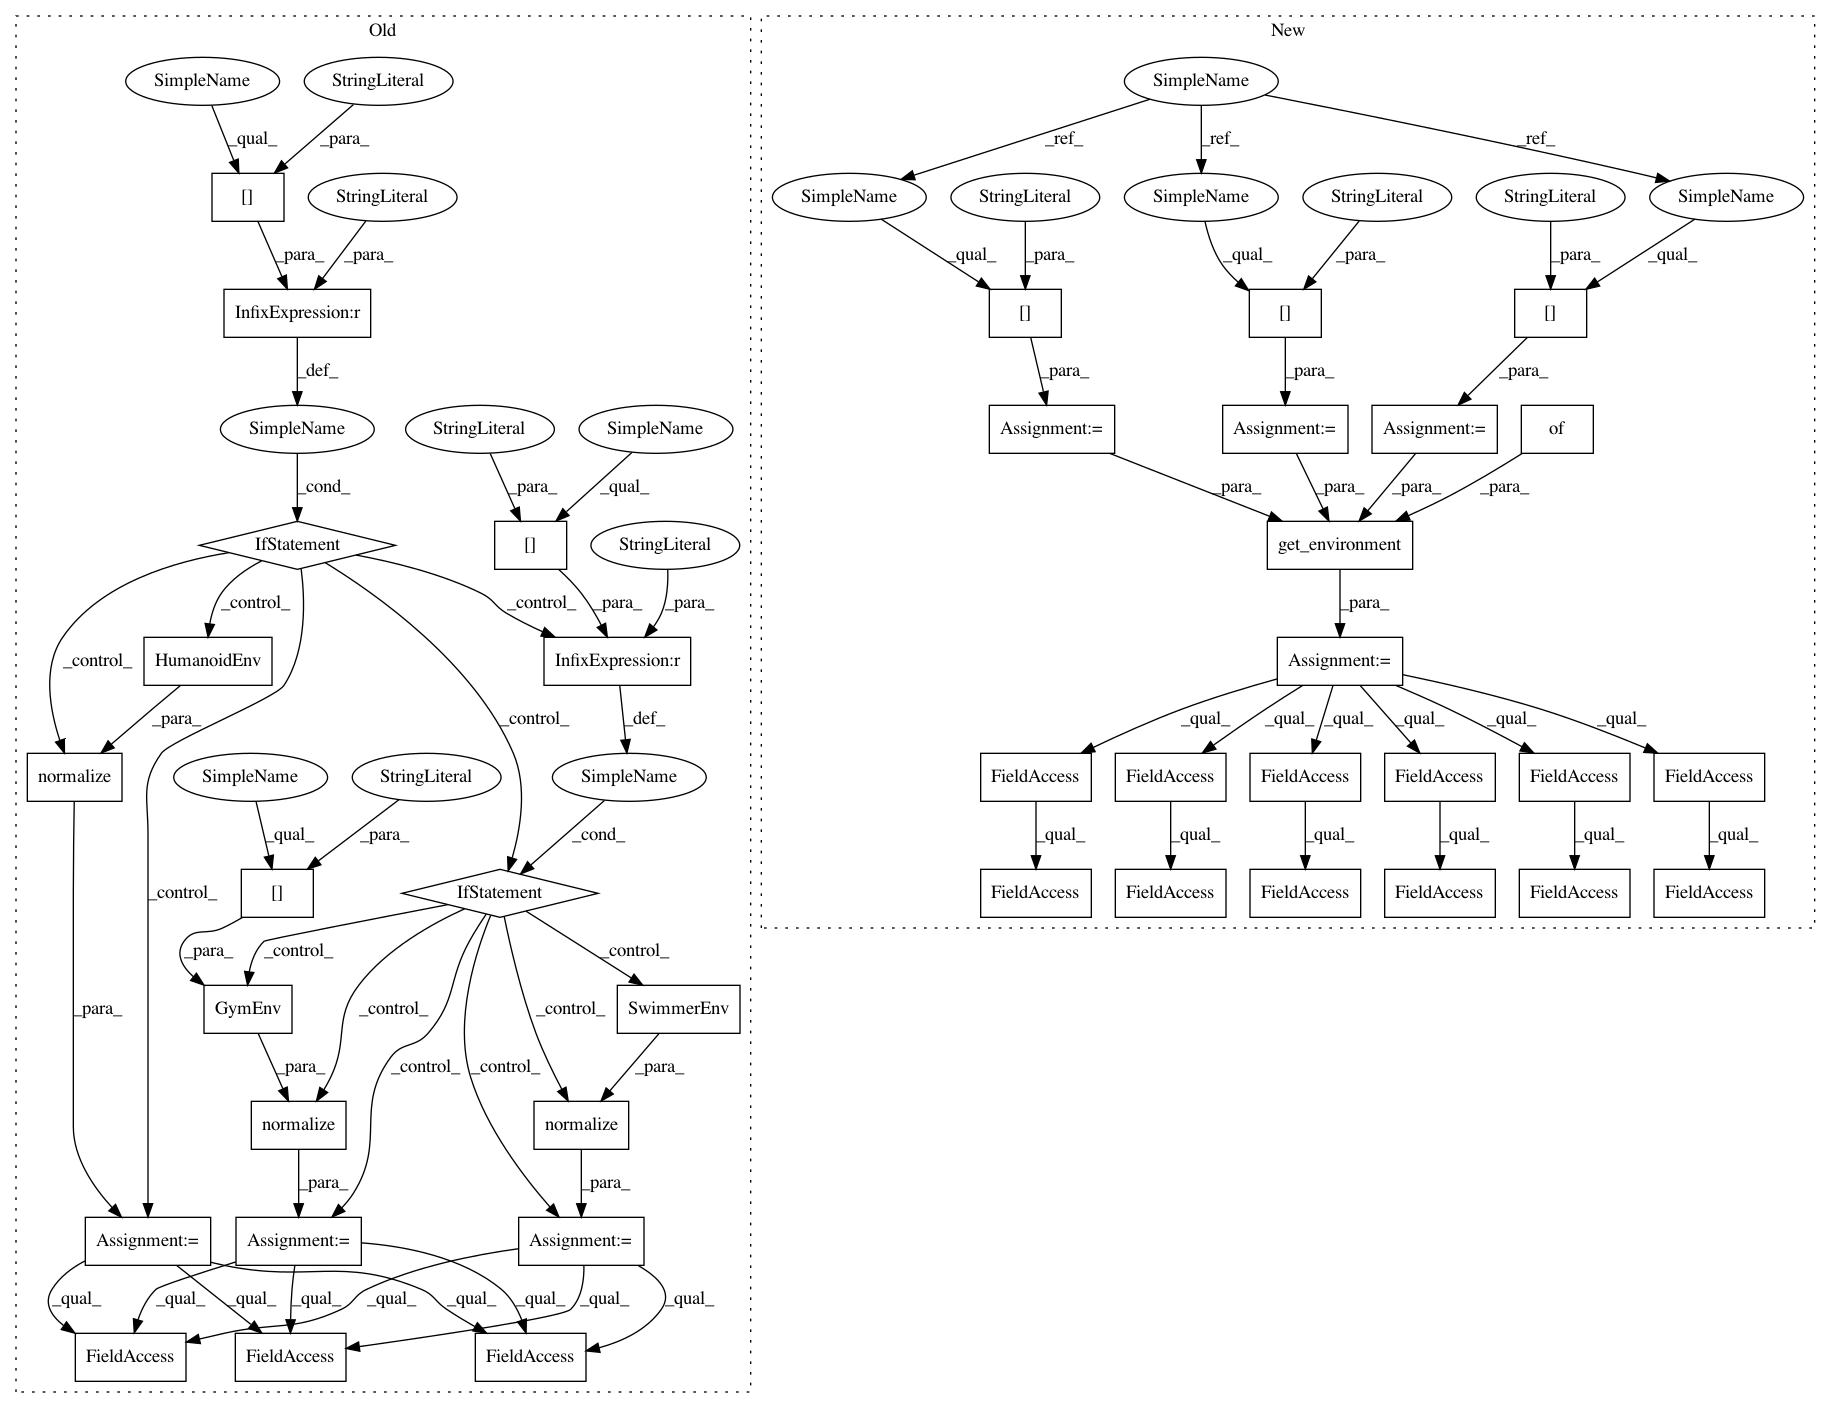 Old
New
SimpleName
StringLiteral
SimpleName
_qual_
_para_
_ref_
_ref_
_ref_
[]
StringLiteral
SimpleName
StringLiteral
SimpleName
StringLiteral
StringLiteral
SimpleName
_para_
_para_
_qual_
_para_
_qual_
_para_
_para_
_qual_
InfixExpression:r
[]
[]
[]
_def_
_para_
_para_
_para_
SimpleName
StringLiteral
SimpleName
Assignment:=
Assignment:=
Assignment:=
of
_cond_
_para_
_qual_
_para_
_para_
_para_
_para_
IfStatement
[]
StringLiteral
get_environment
_control_
_control_
_para_
_para_
_para_
_control_
HumanoidEnv
InfixExpression:r
Assignment:=
_para_
_control_
_def_
_qual_
_qual_
_qual_
_qual_
_qual_
_qual_
normalize
SimpleName
StringLiteral
SimpleName
FieldAccess
FieldAccess
FieldAccess
FieldAccess
FieldAccess
FieldAccess
_qual_
_para_
_cond_
_qual_
_qual_
_qual_
_qual_
_qual_
_qual_
_control_
[]
IfStatement
FieldAccess
FieldAccess
FieldAccess
FieldAccess
FieldAccess
FieldAccess
_para_
_control_
_control_
_para_
GymEnv
_control_
_control_
SwimmerEnv
_para_
_control_
_control_
_para_
normalize
normalize
_para_
_para_
Assignment:=
Assignment:=
Assignment:=
_qual_
_qual_
_qual_
_qual_
_qual_
_qual_
_qual_
_qual_
_qual_
FieldAccess
FieldAccess
FieldAccess